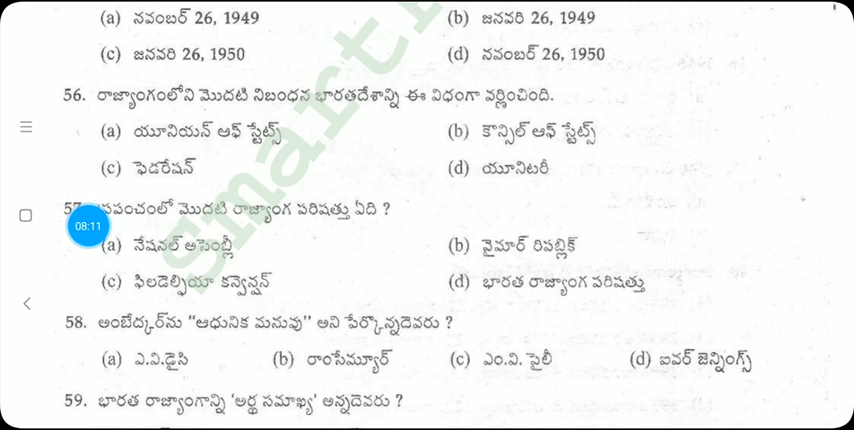 (a) నవంబర్ 26, 1949 (b) జనవరి 26, 1949
(c) జనవరి 26, 1950 (d) నవంబర్ 26, 1950
56. రాజ్యాంగంలోని మొదటి నిబంధన భారతదేశాన్ని ఈ విధంగా వర్ణించింది.
(a) యూనియన్ ఆఫ్ స్టేట్స్ (b) కౌన్సిల్ ఆఫ్ స్టేట్స్
(c) ఫెడరేషన్ (d) యూనిటరీ
మొదటి రాజ్యాంగ పరిషత్తు ఏది ?
08:11
(a) నేషనల్ అసెంబ్లీ (b) వైమార్ రిపబ్లిక్
(c) ఫిలడెల్ఫియా కన్వెన్షన్ (d) భారత రాజ్యాంగ పరిషత్తు
58. అంబేద్కర్‌ను "ఆధునిక మనువు" అని పేర్కొన్నదెవరు ?
(a) ఎ.వి.డైసి (b) రాంసేమ్యూర్ (c) ఎం.వి. పైలీ (d) ఐవర్ జెన్నింగ్స్
59. భారత రాజ్యాంగాన్ని 'అర్థ సమాఖ్య' అన్నదెవరు ?